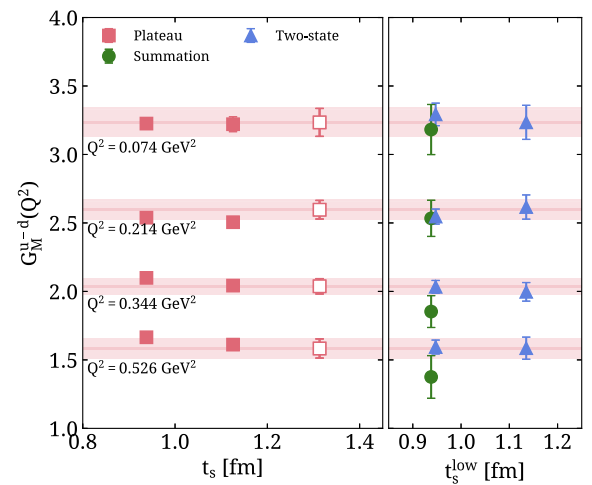 4.0
3.5
3.0
2.5
2.0
1.5
1.0
G_M^{u−d}(Q²)
Plateau
Summation
Two-state
Q² = 0.074 GeV²
Q² = 0.214 GeV²
Q² = 0.344 GeV²
Q² = 0.526 GeV²
0.8 1.0 1.2 1.4
0.9 1.0 1.1 1.2
t_s [fm]
t_s^{low} [fm]